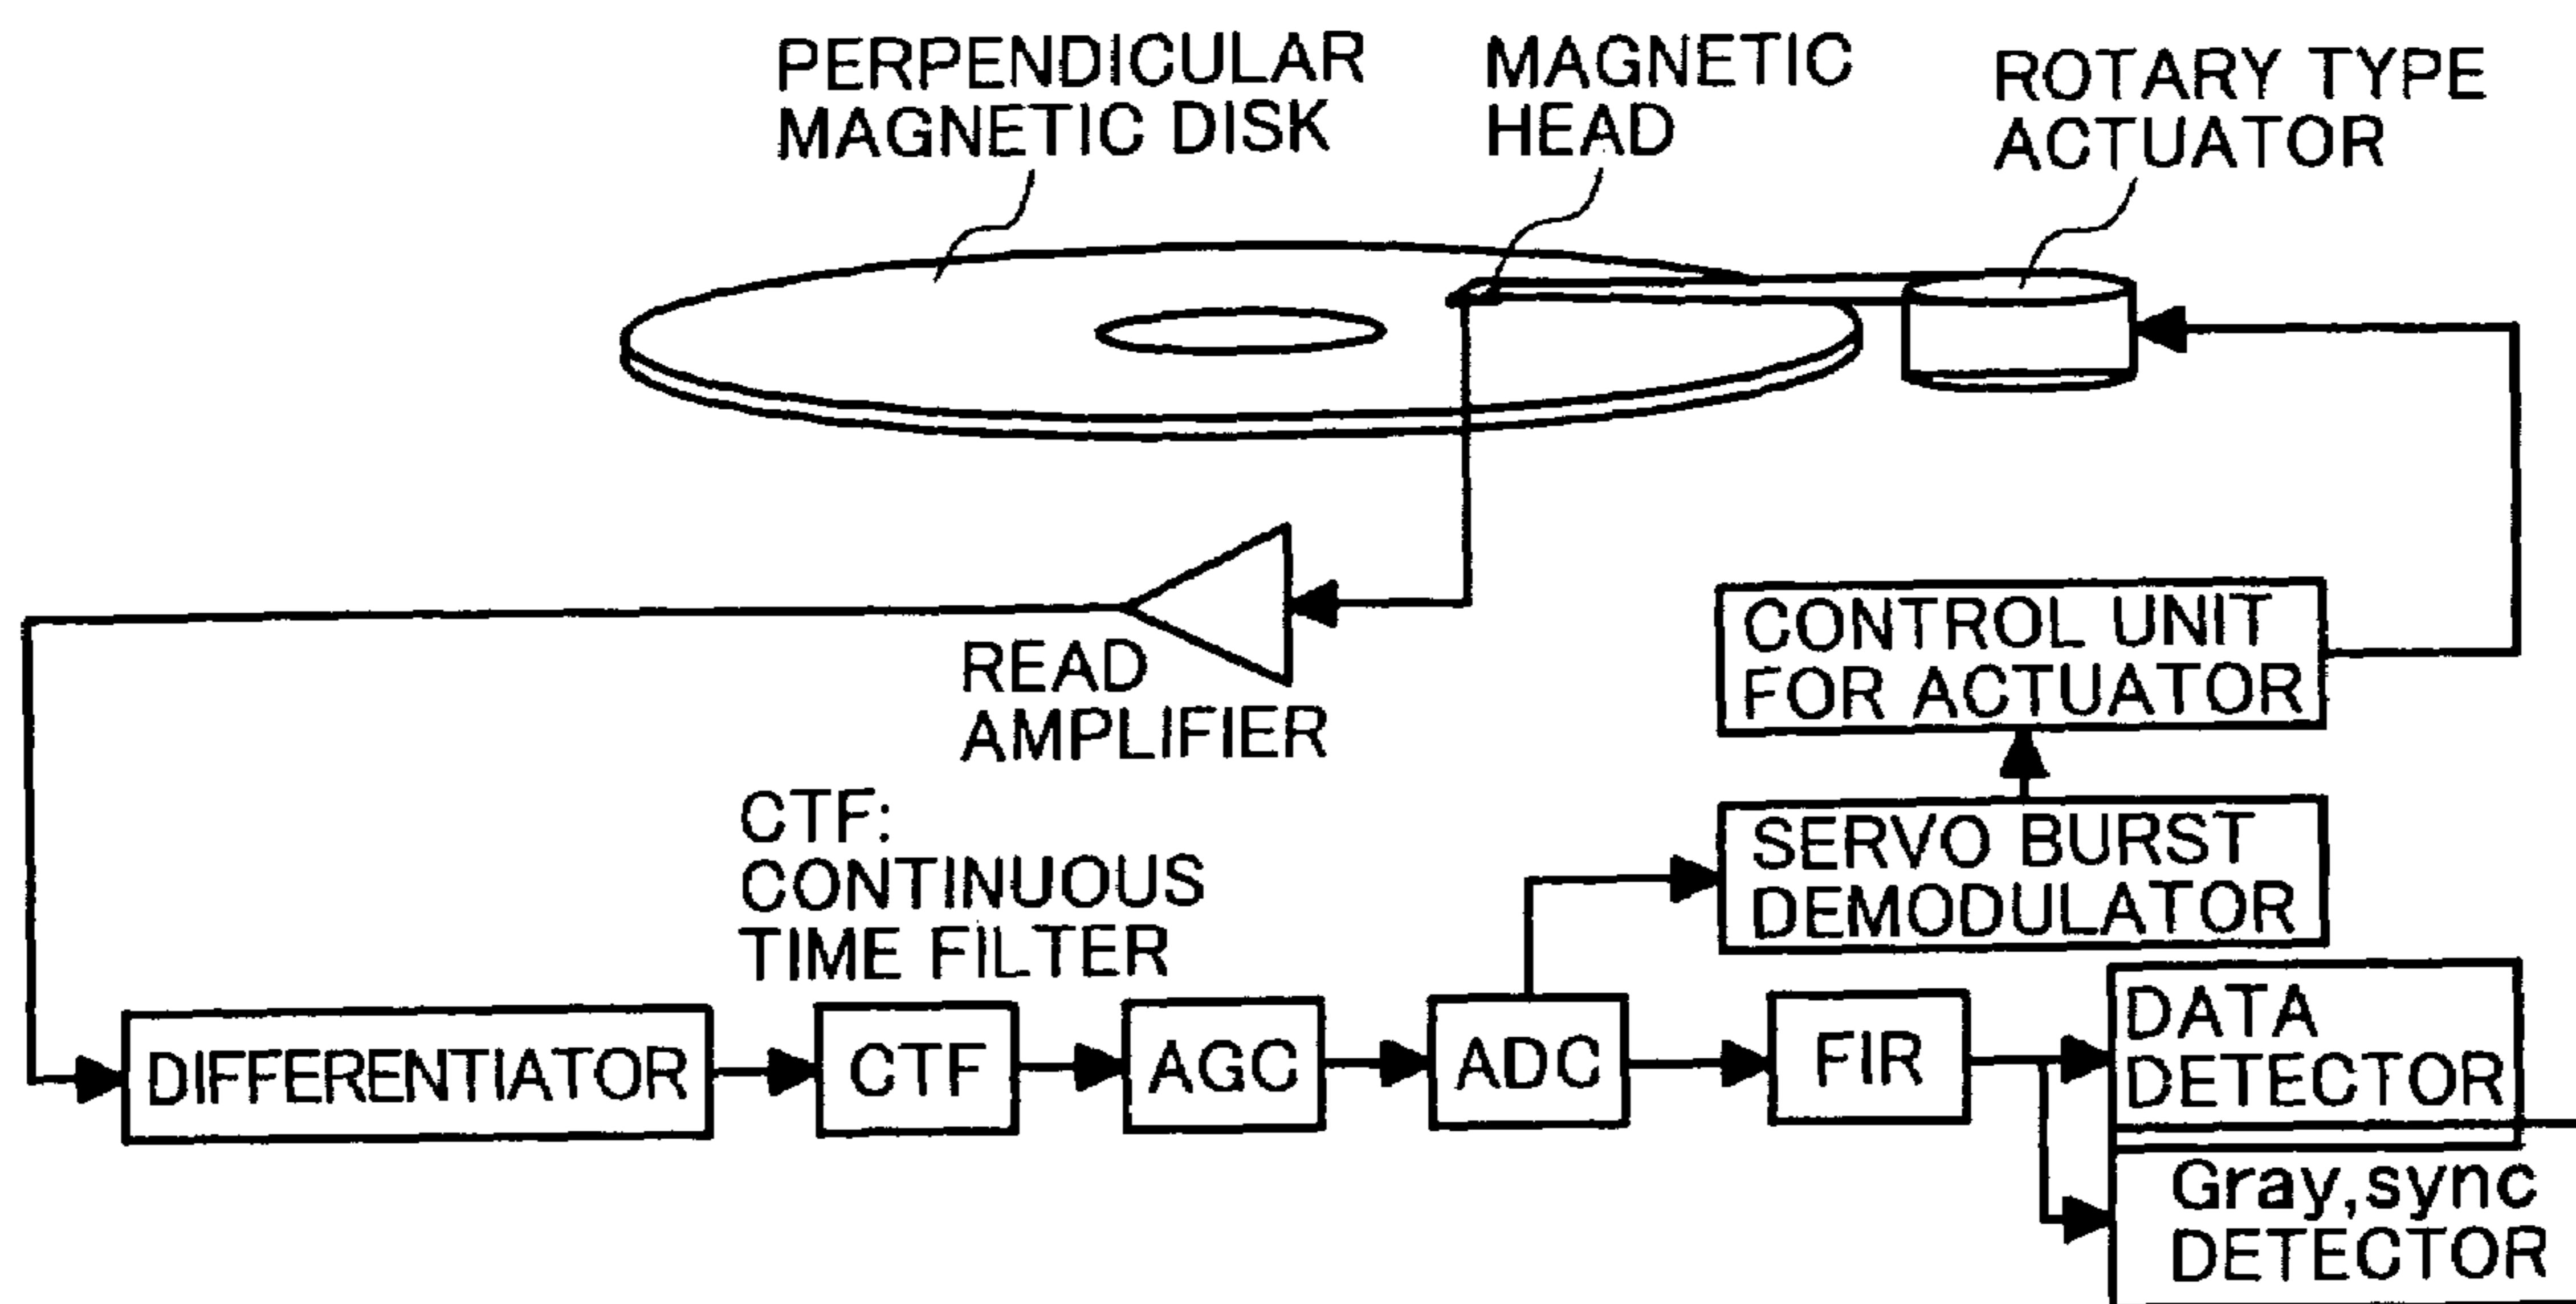 PERPENDICULAR
MAGNETIC DISK
MAGNETIC
HEAD
ROTARY TYPE
ACTUATOR
READ
AMPLIFIER
CONTROL UNIT
FOR ACTUATOR
CTF:
CONTINUOUS
TIME FILTER
SERVO BURST
DEMODULATOR
DIFFERENTIATOR
CTF
AGC
ADC
FIR
DATA
DETECTOR
Gray,sync
DETECTOR